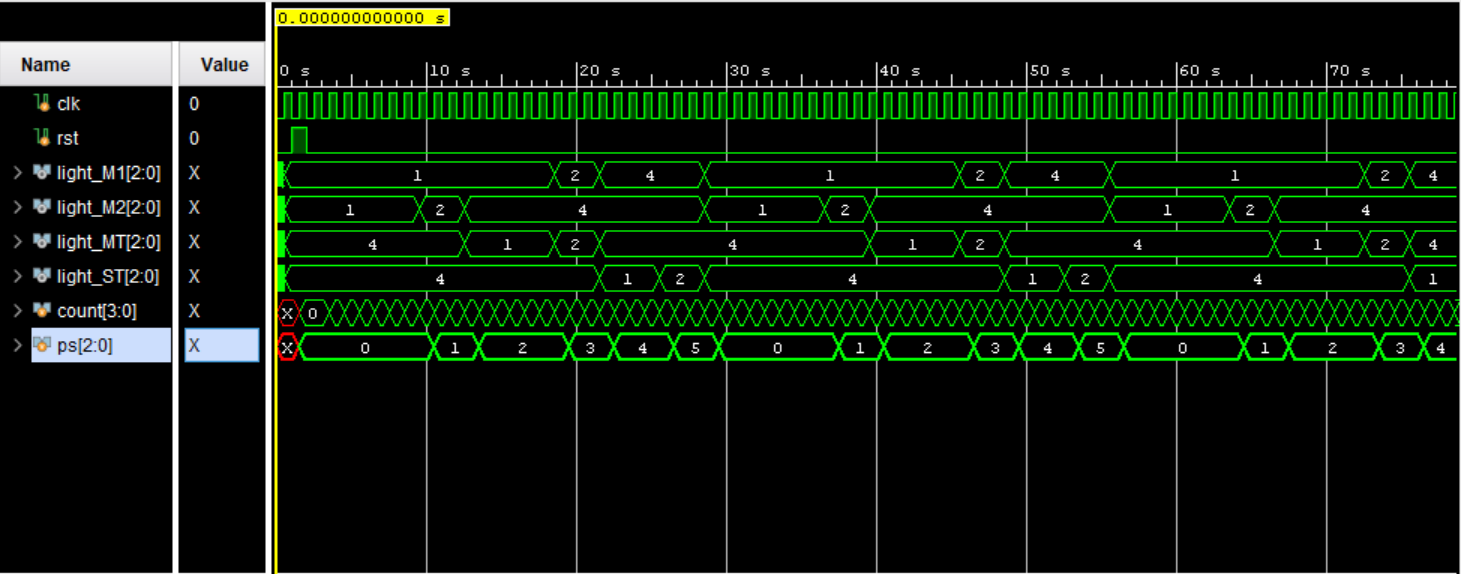 0.000000000000 s
Name Value
0 s 10 s 20 s 30 s 40 s 50 s 60 s 70 s
clk 0
rst 0
light_M1[2:0] X 1 2 4 1 2 4 1 2 4
light_M2[2:0] X 1 2 4 1 2 4 1 2 4
light_MT[2:0] X 4 1 2 4 1 2 4 1 2 4
light_ST[2:0] X 4 1 2 4 1 2 4 1
count[3:0] X X 0
ps[2:0] X X 0 1 2 3 4 5 0 1 2 3 4 5 0 1 2 3 4